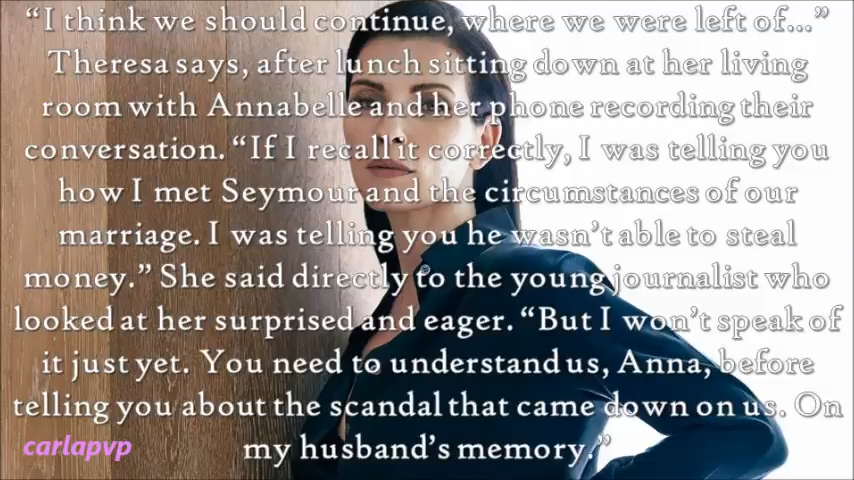 “I think we should continue, where we were left of...”
Theresa says, after lunch sitting down at her living
room with Annabelle and her phone recording their
conversation. “If I recall it correctly, I was telling you
how I met Seymour and the circumstances of our
marriage. I was telling you he wasn’t able to steal
money.” She said directly to the young journalist who
looked at her surprised and eager. “But I won’t speak of
it just yet. You need to understand us, Anna, before
telling you about the scandal that came down on us. On
my husband’s memory.”
carlapvp